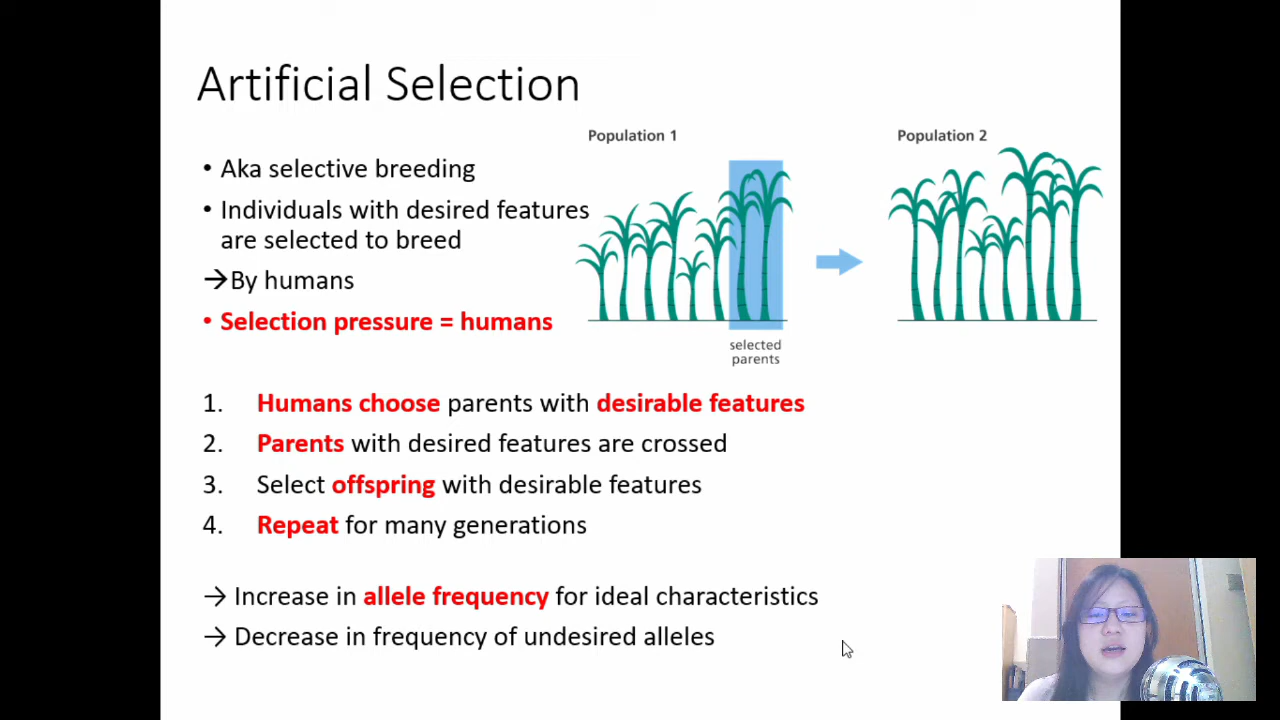 Artificial Selection
Population 1
Population 2
• Aka selective breeding
• Individuals with desired features
are selected to breed
→By humans
• Selection pressure = humans
selected
parents
1. Humans choose parents with desirable features
2. Parents with desired features are crossed
3. Select offspring with desirable features
4. Repeat for many generations
→ Increase in allele frequency for ideal characteristics
→ Decrease in frequency of undesired alleles